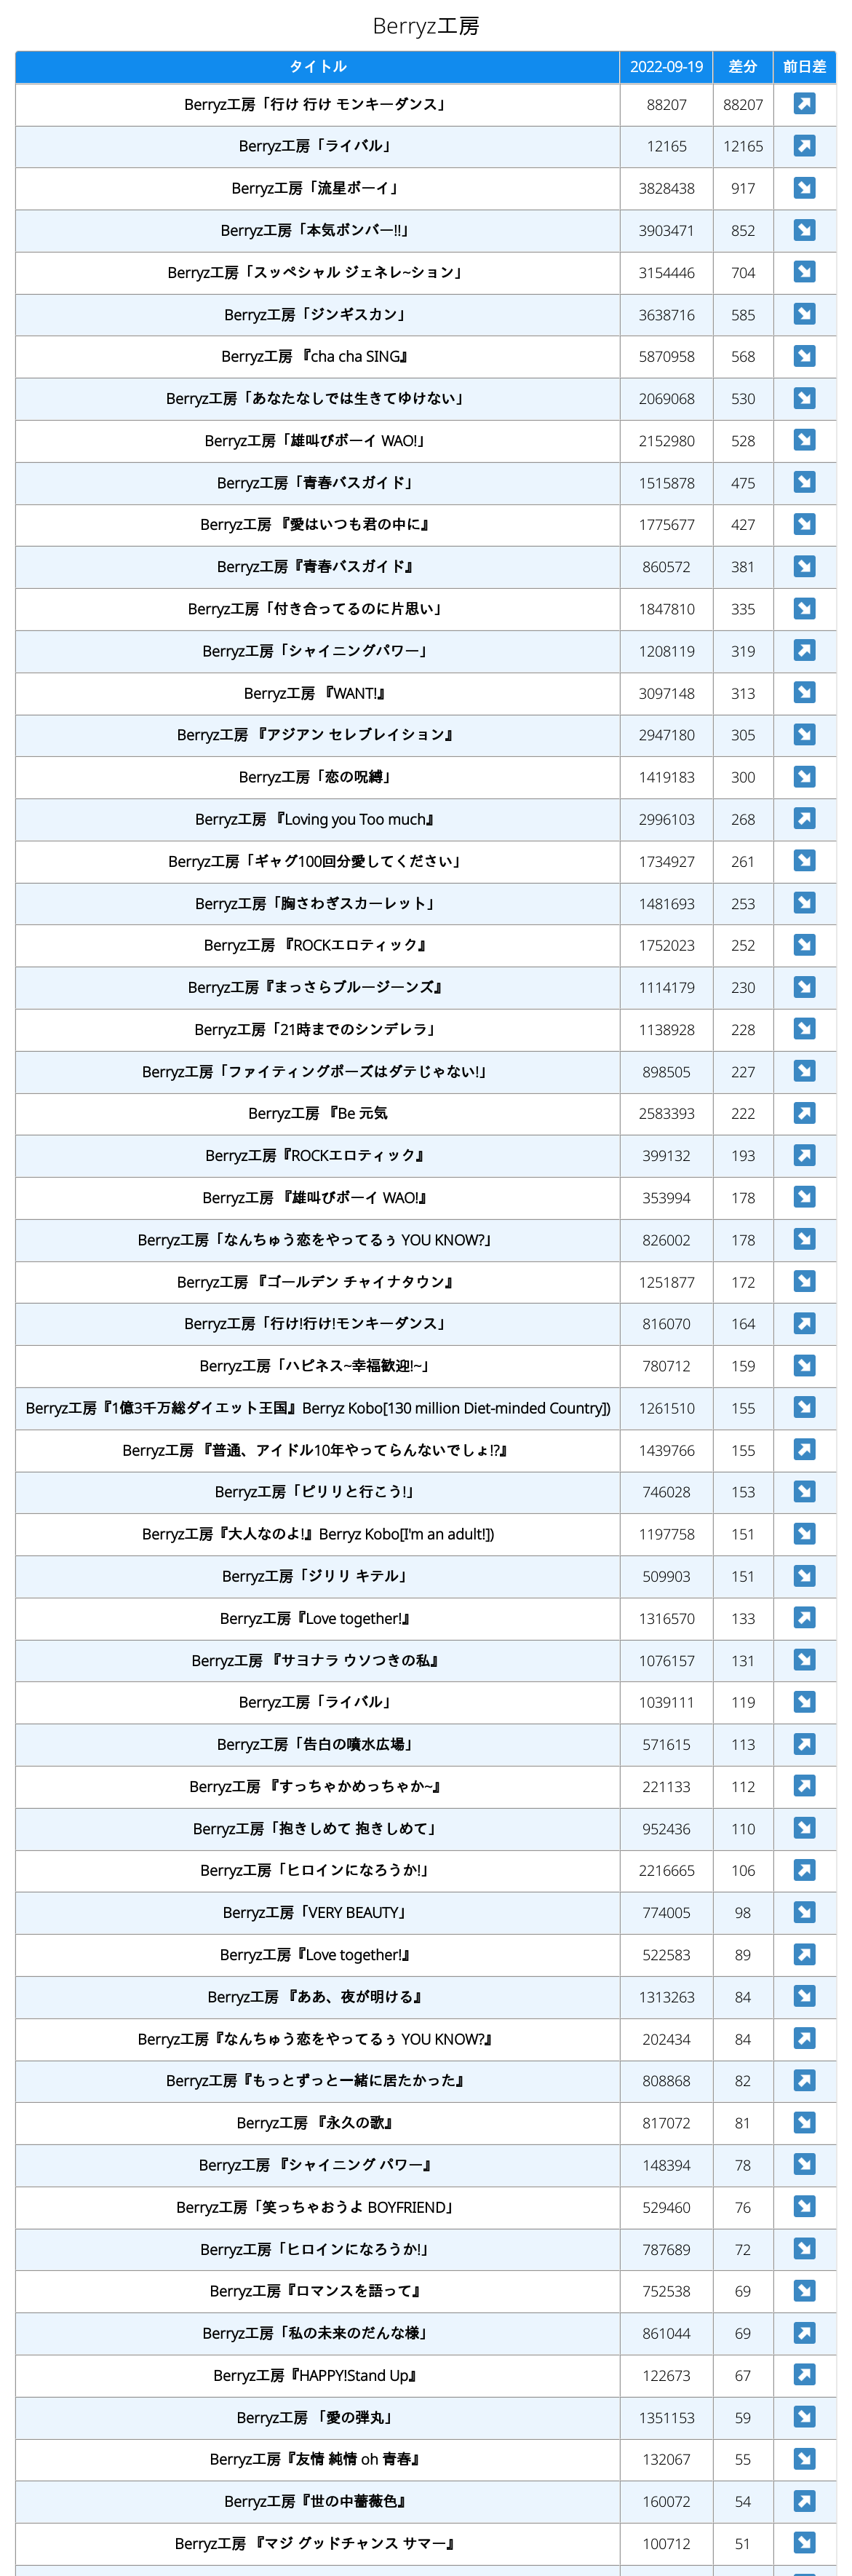 Berryz工房
タイトル 2022-09-19 差分 前日差
Berryz工房「行け 行け モンキーダンス」 88207 88207
Berryz工房「ライバル」 12165 12165
Berryz工房「流星ボーイ」 3828438 917
Berryz工房「本気ボンバー!!」 3903471 852
Berryz工房「スッペシャル ジェネレ~ション」 3154446 704
Berryz工房「ジンギスカン」 3638716 585
Berryz工房 『cha cha SING』 5870958 568
Berryz工房「あなたなしでは生きてゆけない」 2069068 530
Berryz工房「雄叫びボーイ WAO!」 2152980 528
Berryz工房「青春バスガイド」 1515878 475
Berryz工房 『愛はいつも君の中に』 1775677 427
Berryz工房『青春バスガイド』 860572 381
Berryz工房「付き合ってるのに片思い」 1847810 335
Berryz工房「シャイニングパワー」 1208119 319
Berryz工房 『WANT!』 3097148 313
Berryz工房 『アジアン セレブレイション』 2947180 305
Berryz工房「恋の呪縛」 1419183 300
Berryz工房 『Loving you Too much』 2996103 268
Berryz工房「ギャグ100回分愛してください」 1734927 261
Berryz工房「胸さわぎスカーレット」 1481693 253
Berryz工房 『ROCKエロティック』 1752023 252
Berryz工房『まっさらブルージーンズ』 1114179 230
Berryz工房「21時までのシンデレラ」 1138928 228
Berryz工房「ファイティングポーズはダテじゃない!」 898505 227
Berryz工房 『Be 元気 2583393 222
Berryz工房『ROCKエロティック』 399132 193
Berryz工房 『雄叫びボーイ WAO!』 353994 178
Berryz工房「なんちゅう恋をやってるぅ YOU KNOW?」 826002 178
Berryz工房 『ゴールデン チャイナタウン』 1251877 172
Berryz工房「行け!行け!モンキーダンス」 816070 164
Berryz工房「ハピネス~幸福歓迎!~」 780712 159
Berryz工房『1億3千万総ダイエット王国』Berryz Kobo[130 million Diet-minded Country]) 1261510 155
Berryz工房 『普通、アイドル10年やってらんないでしょ!?』 1439766 155
Berryz工房「ピリリと行こう!」 746028 153
Berryz工房『大人なのよ!』Berryz Kobo[I'm an adult!]) 1197758 151
Berryz工房「ジリリ キテル」 509903 151
Berryz工房『Love together!』 1316570 133
Berryz工房 『サヨナラ ウソつきの私』 1076157 131
Berryz工房「ライバル」 1039111 119
Berryz工房「告白の噴水広場」 571615 113
Berryz工房 『すっちゃかめっちゃか~』 221133 112
Berryz工房「抱きしめて 抱きしめて」 952436 110
Berryz工房「ヒロインになろうか!」 2216665 106
Berryz工房「VERY BEAUTY」 774005 98
Berryz工房『Love together!』 522583 89
Berryz工房 『ああ、夜が明ける』 1313263 84
Berryz工房『なんちゅう恋をやってるぅ YOU KNOW?』 202434 84
Berryz工房『もっとずっと一緒に居たかった』 808868 82
Berryz工房 『永久の歌』 817072 81
Berryz工房 『シャイニング パワー』 148394 78
Berryz工房「笑っちゃおうよ BOYFRIEND」 529460 76
Berryz工房「ヒロインになろうか!」 787689 72
Berryz工房『ロマンスを語って』 752538 69
Berryz工房「私の未来のだんな様」 861044 69
Berryz工房『HAPPY!Stand Up』 122673 67
Berryz工房 「愛の弾丸」 1351153 59
Berryz工房『友情 純情 oh 青春』 132067 55
Berryz工房『世の中薔薇色』 160072 54
Berryz工房 『マジ グッドチャンス サマー』 100712 51